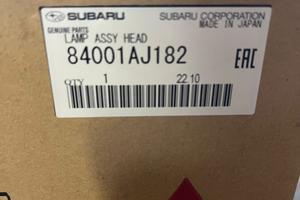 SUBARU SUBARU CORPORATION
GENUINE PARTS MADE IN JAPAN
LAMP ASSY HEAD
84001AJ182 EAC
QTY 1 22.10